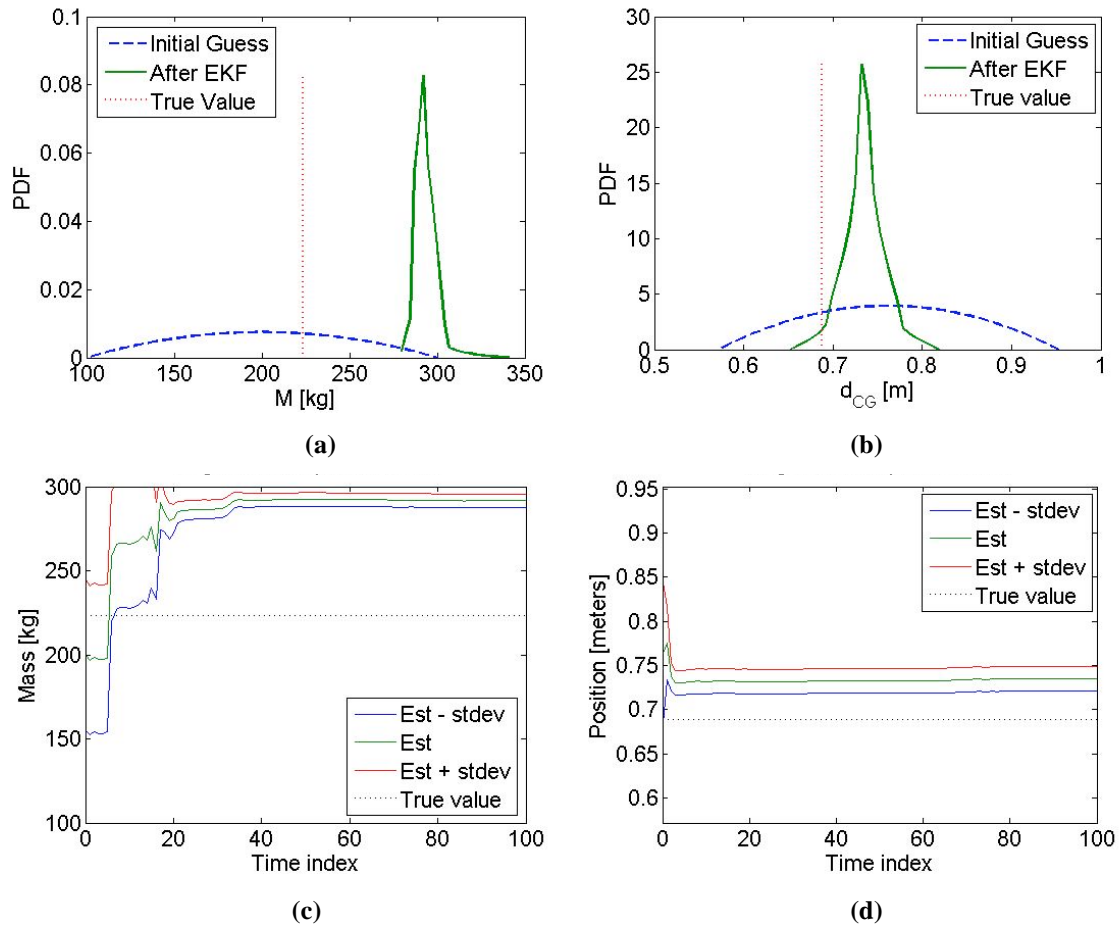 0.1
0.08
0.06
0.04
0.02
0
PDF
Initial Guess
After EKF
True Value
100 150 200 250 300 350
M [kg]
(a)
30
25
20
15
10
5
0
PDF
Initial Guess
After EKF
True value
0.5 0.6 0.7 0.8 0.9 1
d_CG [m]
(b)
300
250
200
150
100
Mass [kg]
Est - stdev
Est
Est + stdev
True value
0 20 40 60 80 100
Time index
(c)
0.95
0.9
0.85
0.8
0.75
0.7
0.65
0.6
Position [meters]
Est - stdev
Est
Est + stdev
True value
0 20 40 60 80 100
Time index
(d)